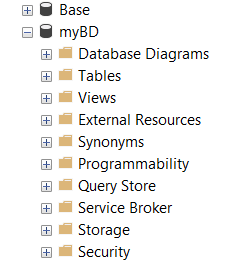 Base
myBD
Database Diagrams
Tables
Views
External Resources
Synonyms
Programmability
Query Store
Service Broker
Storage
Security